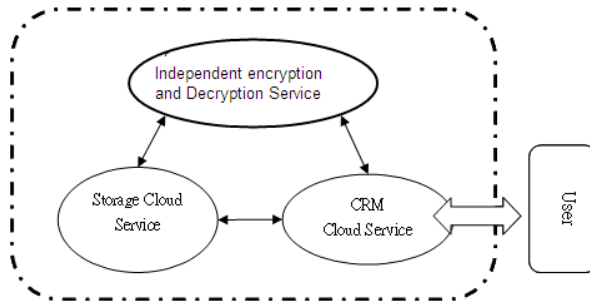 Independent encryption
and Decryption Service
Storage Cloud
Service
CRM
Cloud Service
User